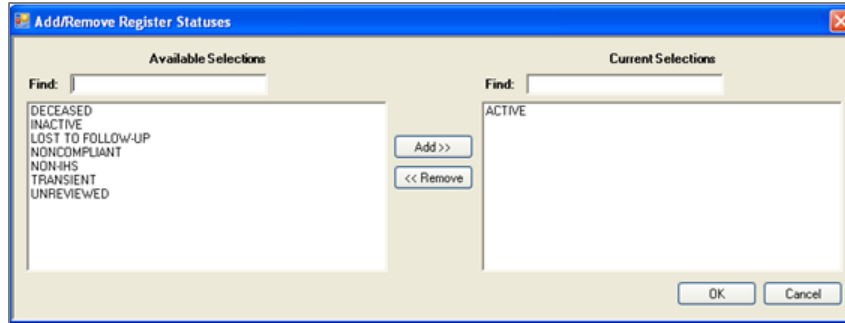 Add/Remove Register Statuses
Available Selections
Find:
DECEASED
INACTIVE
LOST TO FOLLOW-UP
NONCOMPLIANT
NON-IHS
TRANSIENT
UNREVIEWED
Add >>
<< Remove
Current Selections
Find:
ACTIVE
OK
Cancel